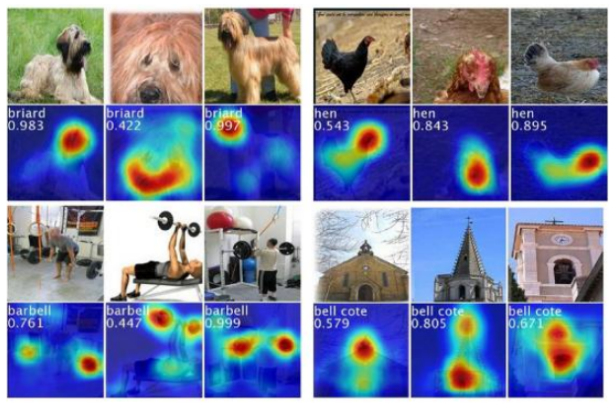 briard
0.983
briard
0.422
briard
0.997
hen
0.543
hen
0.843
hen
0.895
barbell
0.761
barbell
0.447
barbell
0.999
bell cote
0.579
bell cote
0.805
bell cote
0.671